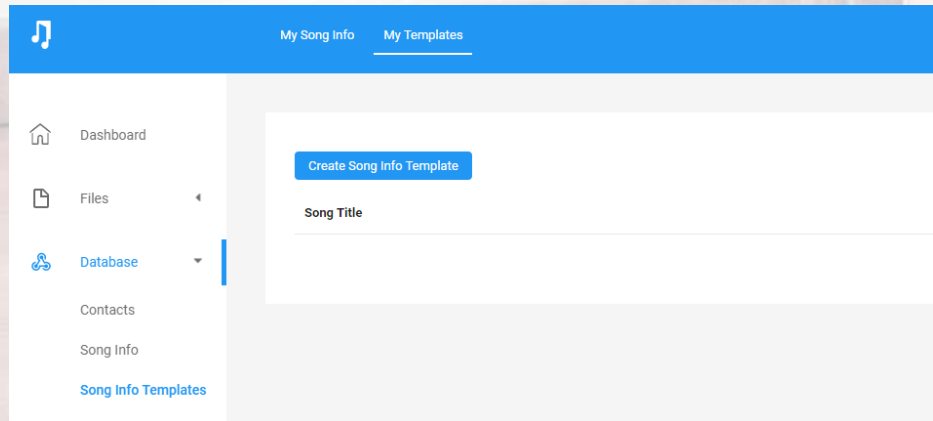 My Song Info My Templates
Dashboard
Files
Database
Contacts
Song Info
Song Info Templates
Create Song Info Template
Song Title